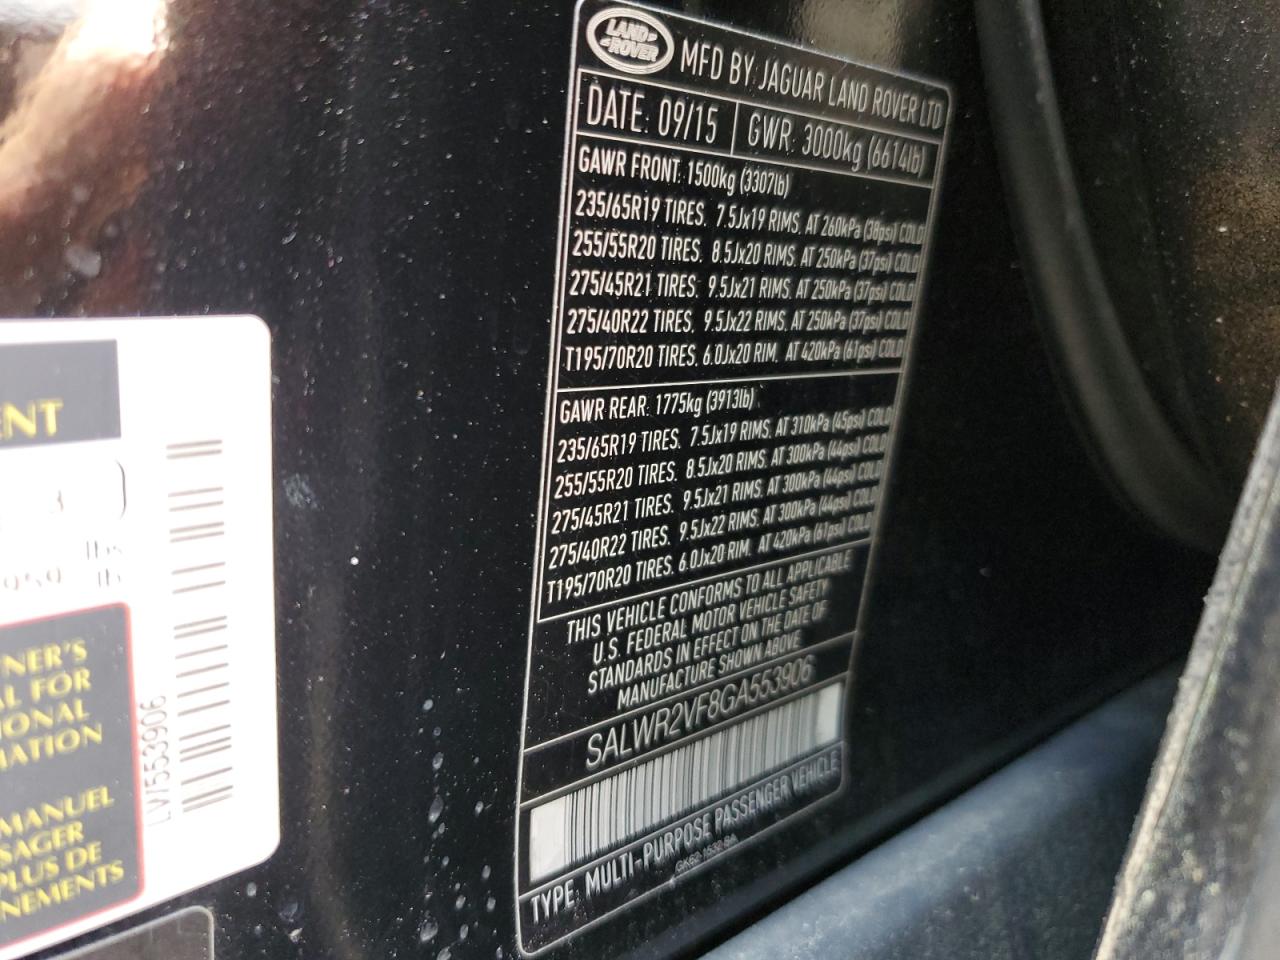 LAND ROVER
MFD BY: JAGUAR LAND ROVER LTD
DATE: 09/15
GWR: 3000kg (6614lb)
GAWR FRONT: 1500kg (3307lb)
235/65R19 TIRES, 7.5Jx19 RIMS, AT 260kPa (38psi) COLD
255/55R20 TIRES, 8.5Jx20 RIMS, AT 250kPa (37psi) COLD
275/45R21 TIRES, 9.5Jx21 RIMS, AT 250kPa (37psi) COLD
275/40R22 TIRES, 9.5Jx22 RIMS, AT 250kPa (37psi) COLD
T195/70R20 TIRES, 6.0Jx20 RIM, AT 420kPa (61psi) COLD
GAWR REAR: 1775kg (3913lb)
235/65R19 TIRES, 7.5Jx19 RIMS, AT 310kPa (45psi) COLD
255/55R20 TIRES, 8.5Jx20 RIMS, AT 300kPa (44psi) COLD
275/45R21 TIRES, 9.5Jx21 RIMS, AT 300kPa (44psi) COLD
275/40R22 TIRES, 9.5Jx22 RIMS, AT 300kPa (44psi) COLD
T195/70R20 TIRES, 6.0Jx20 RIM, AT 420kPa (61psi) COLD
THIS VEHICLE CONFORMS TO ALL APPLICABLE
U.S. FEDERAL MOTOR VEHICLE SAFETY
STANDARDS IN EFFECT ON THE DATE OF
MANUFACTURE SHOWN ABOVE
SALWR2VF8GA553906
TYPE: MULTI-PURPOSE PASSENGER VEHICLE
ENT
3
lbs
959 lb
NER'S
AL FOR
IONAL
MATION
MANUEL
SAGER
PLUS DE
NEMENTS
LW553906